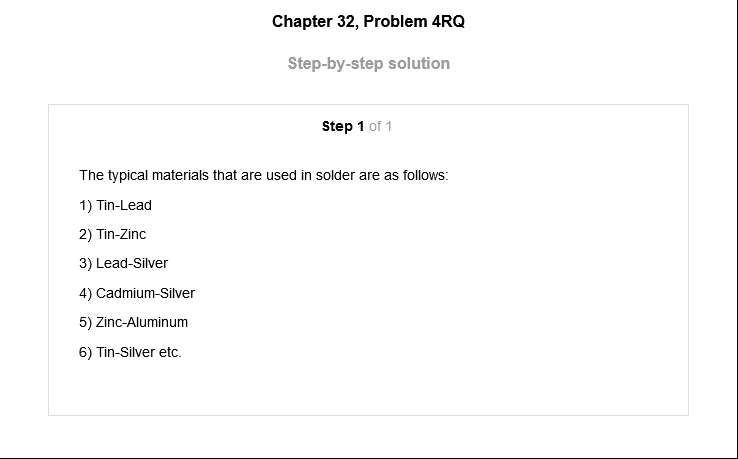 Chapter 32, Problem 4RQ
Step-by-step solution
Step 1 of 1
The typical materials that are used in solder are as follows:
1) Tin-Lead
2) Tin-Zinc
3) Lead-Silver
4) Cadmium-Silver
5) Zinc-Aluminum
6) Tin-Silver etc.